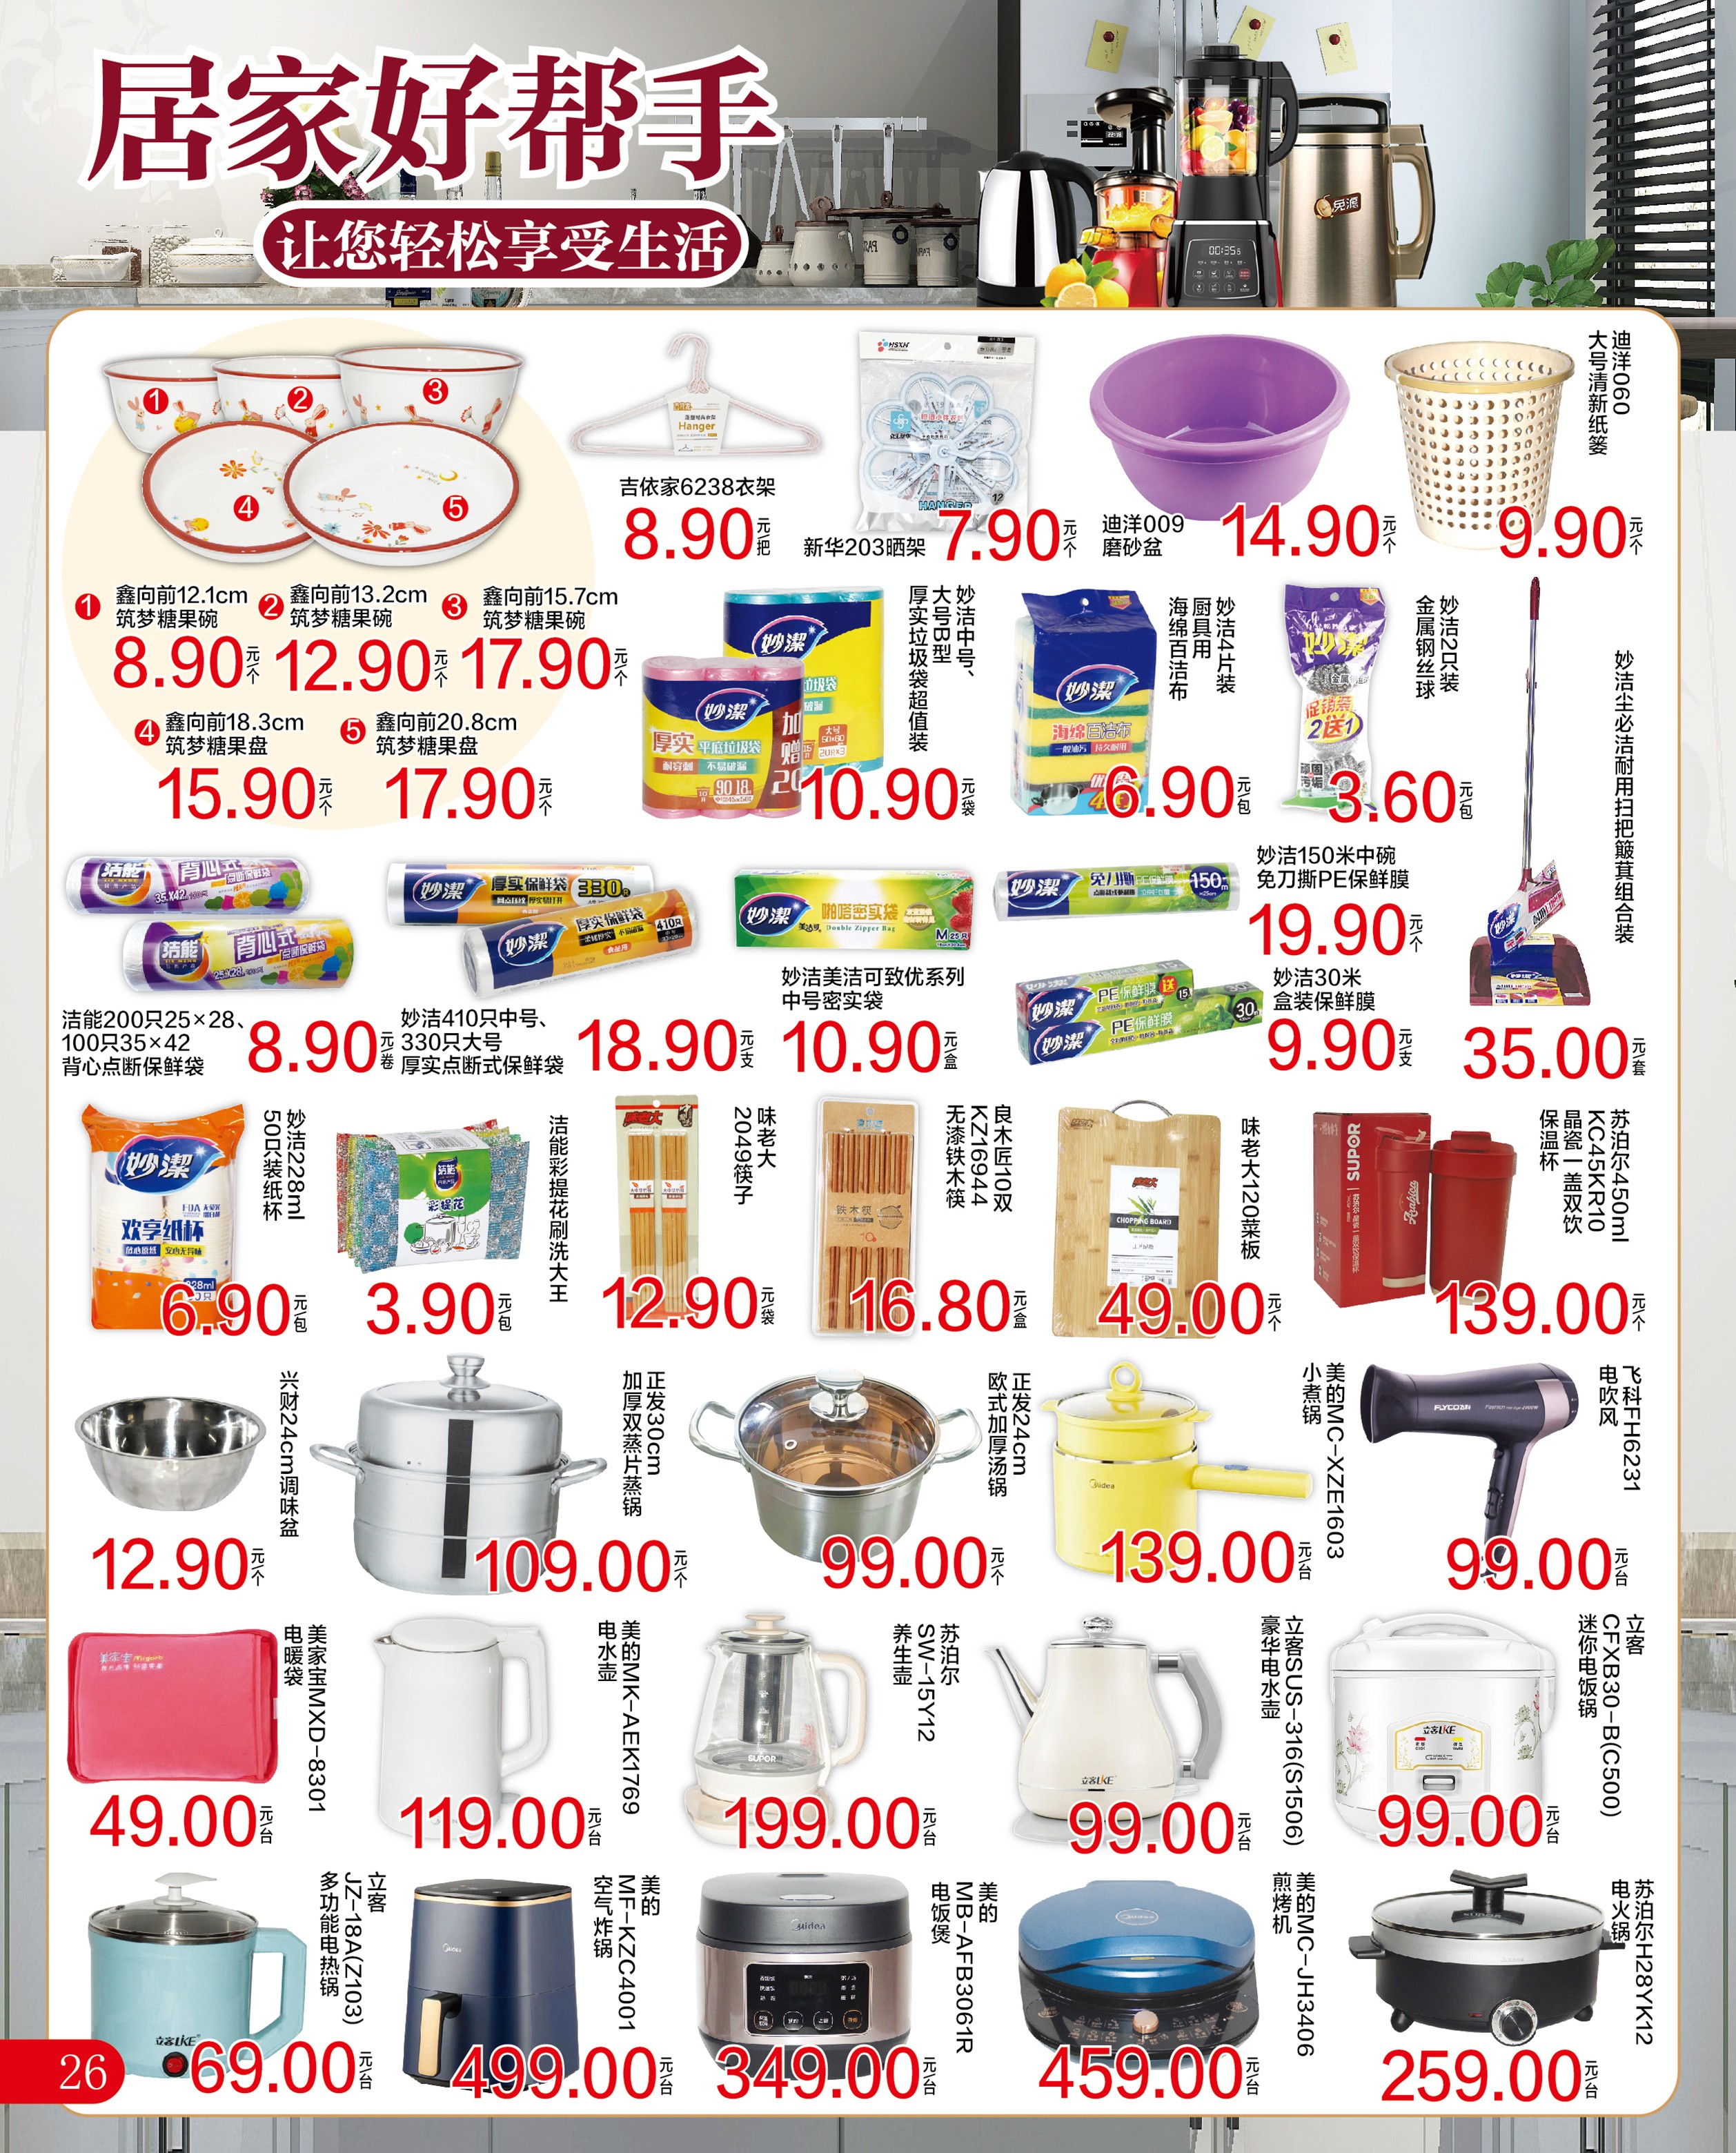 居家好帮手
让您轻松享受生活
吉依家6238衣架
8.90元/把
新华203晒架
7.90元/个
迪洋009
磨砂盆
14.90元/个
迪洋060
大号清新纸篓
9.90元/个
①
②
③
④
⑤
① 鑫向前12.1cm
筑梦糖果碗
8.90元/个
② 鑫向前13.2cm
筑梦糖果碗
12.90元/个
③ 鑫向前15.7cm
筑梦糖果碗
17.90元/个
④ 鑫向前18.3cm
筑梦糖果盘
15.90元/个
⑤ 鑫向前20.8cm
筑梦糖果盘
17.90元/个
妙洁中号、
大号B型
厚实垃圾袋超值装
10.90元/袋
妙洁4片装
厨具用
海绵百洁布
6.90元/包
妙洁2只装
金属钢丝球
3.60元/包
妙洁尘必洁耐用扫把簸萁组合装
35.00元/套
洁能200只25×28、
100只35×42
背心点断保鲜袋
8.90元/卷
妙洁410只中号、
330只大号
厚实点断式保鲜袋
18.90元/支
妙洁美洁可致优系列
中号密实袋
10.90元/盒
妙洁150米中碗
免刀撕PE保鲜膜
19.90元/个
妙洁30米
盒装保鲜膜
9.90元/支
妙洁228ml
50只装纸杯
6.90元/包
洁能彩提花刷洗大王
3.90元/包
味老大
2049筷子
12.90元/袋
良木匠10双
KZ16944
无漆铁木筷
16.80元/盒
味老大120菜板
49.00元/个
苏泊尔450ml
KC45KR10
晶瓷一盖双饮
保温杯
139.00元/个
兴财24cm调味盆
12.90元/个
正发30cm
加厚双蒸片蒸锅
109.00元/个
正发24cm
欧式加厚汤锅
99.00元/个
美的MC-XZE1603
小煮锅
139.00元/台
飞科FH6231
电吹风
99.00元/台
美家宝MXD-8301
电暖袋
49.00元/台
美的MK-AEK1769
电水壶
119.00元/台
苏泊尔
SW-15Y12
养生壶
199.00元/台
立客SUS-316(S1506)
豪华电水壶
99.00元/台
立客
CFXB30-B(C500)
迷你电饭锅
99.00元/台
立客
JZ-18A(Z103)
多功能电热锅
69.00元/台
美的
MF-KZC4001
空气炸锅
499.00元/台
美的
MB-AFB3061R
电饭煲
349.00元/台
美的MC-JH3406
煎烤机
459.00元/台
苏泊尔H28YK12
电火锅
259.00元/台
26